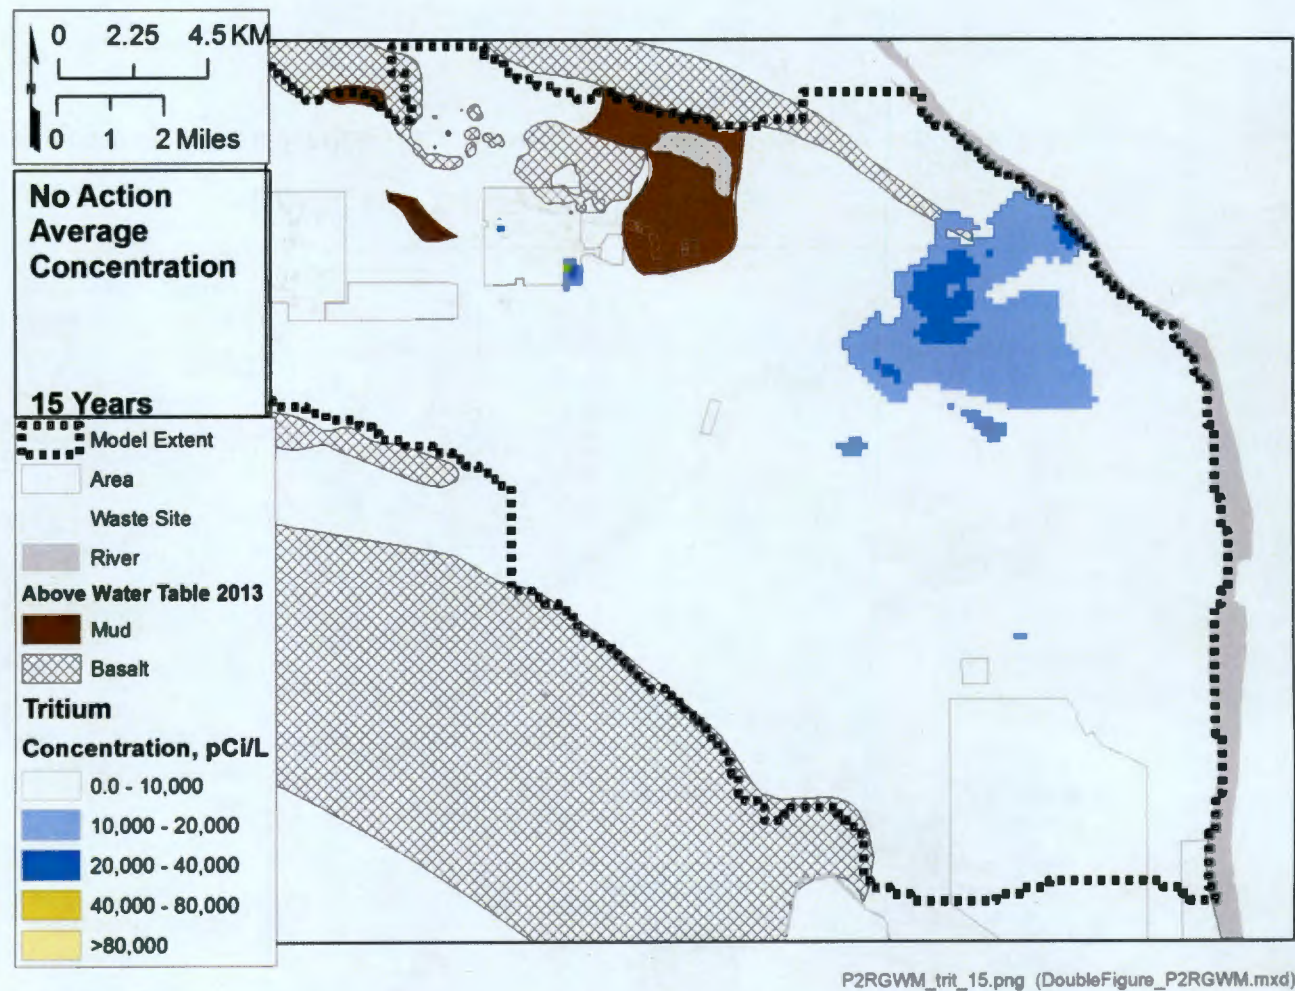 0 2.25 4.5 KM
0 1 2 Miles
No Action
Average
Concentration
15 Years
Model Extent
Area
Waste Site
River
Above Water Table 2013
Mud
Basalt
Tritium
Concentration, pCi/L
0.0 - 10,000
10,000 - 20,000
20,000 - 40,000
40,000 - 80,000
>80,000
P2RGWM_trit_15.png (DoubleFigure_P2RGWM.mxd)